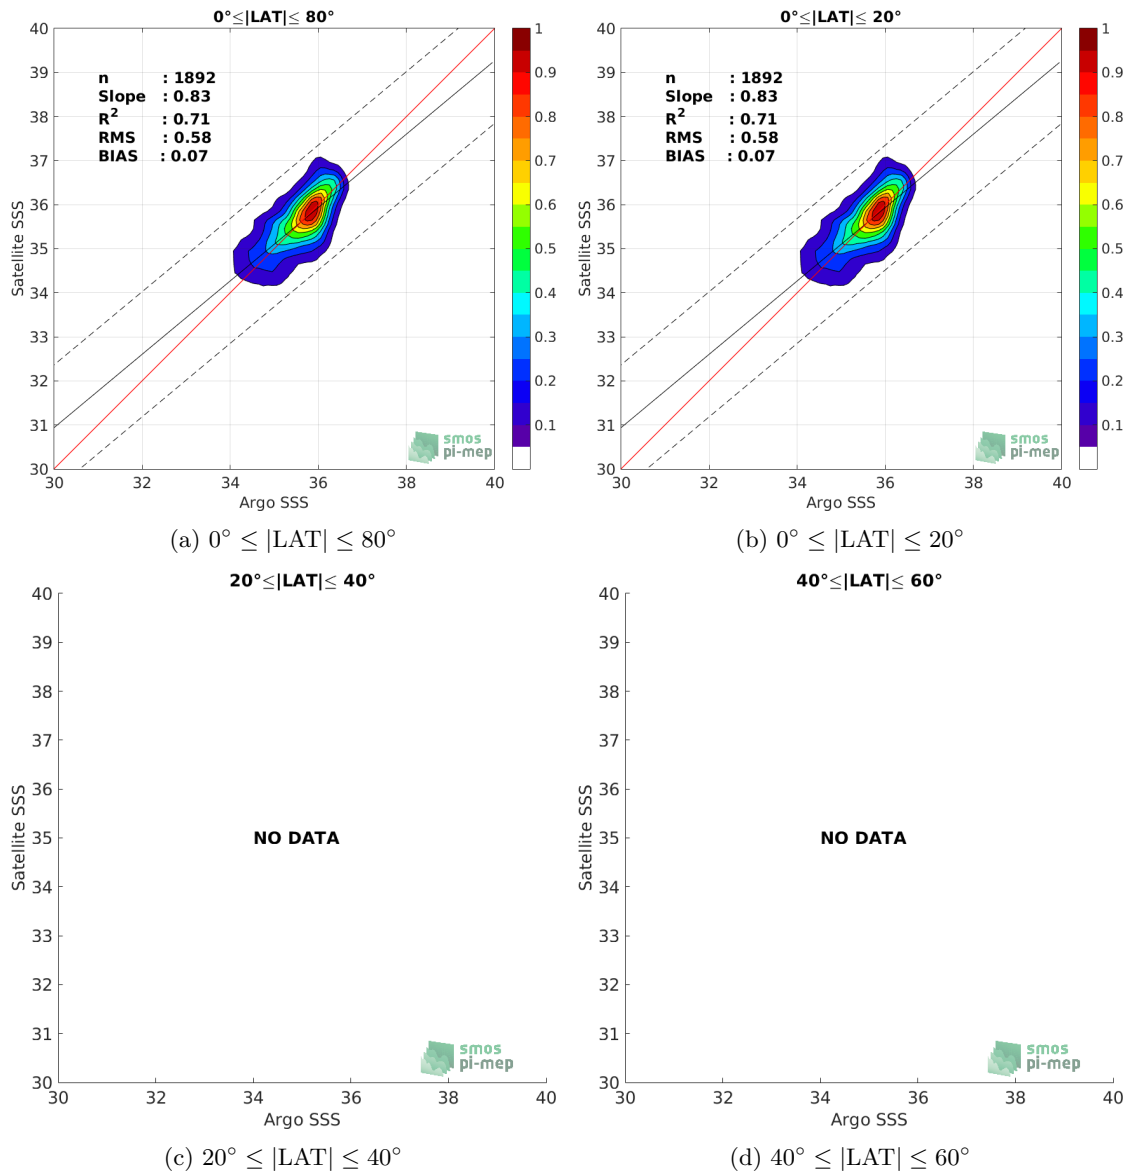 0°≤|LAT|≤ 80°
40
39
38
37
36
35
34
33
32
31
30
30 32 34 36 38 40
Satellite SSS
Argo SSS
n : 1892
Slope : 0.83
R² : 0.71
RMS : 0.58
BIAS : 0.07
1
0.9
0.8
0.7
0.6
0.5
0.4
0.3
0.2
0.1
smos
pi-mep
(a) 0° ≤ |LAT| ≤ 80°
0°≤|LAT|≤ 20°
40
39
38
37
36
35
34
33
32
31
30
30 32 34 36 38 40
Satellite SSS
Argo SSS
n : 1892
Slope : 0.83
R² : 0.71
RMS : 0.58
BIAS : 0.07
1
0.9
0.8
0.7
0.6
0.5
0.4
0.3
0.2
0.1
smos
pi-mep
(b) 0° ≤ |LAT| ≤ 20°
20°≤|LAT|≤ 40°
40
39
38
37
36
35
34
33
32
31
30
30 32 34 36 38 40
Satellite SSS
Argo SSS
NO DATA
smos
pi-mep
(c) 20° ≤ |LAT| ≤ 40°
40°≤|LAT|≤ 60°
40
39
38
37
36
35
34
33
32
31
30
30 32 34 36 38 40
Satellite SSS
Argo SSS
NO DATA
smos
pi-mep
(d) 40° ≤ |LAT| ≤ 60°